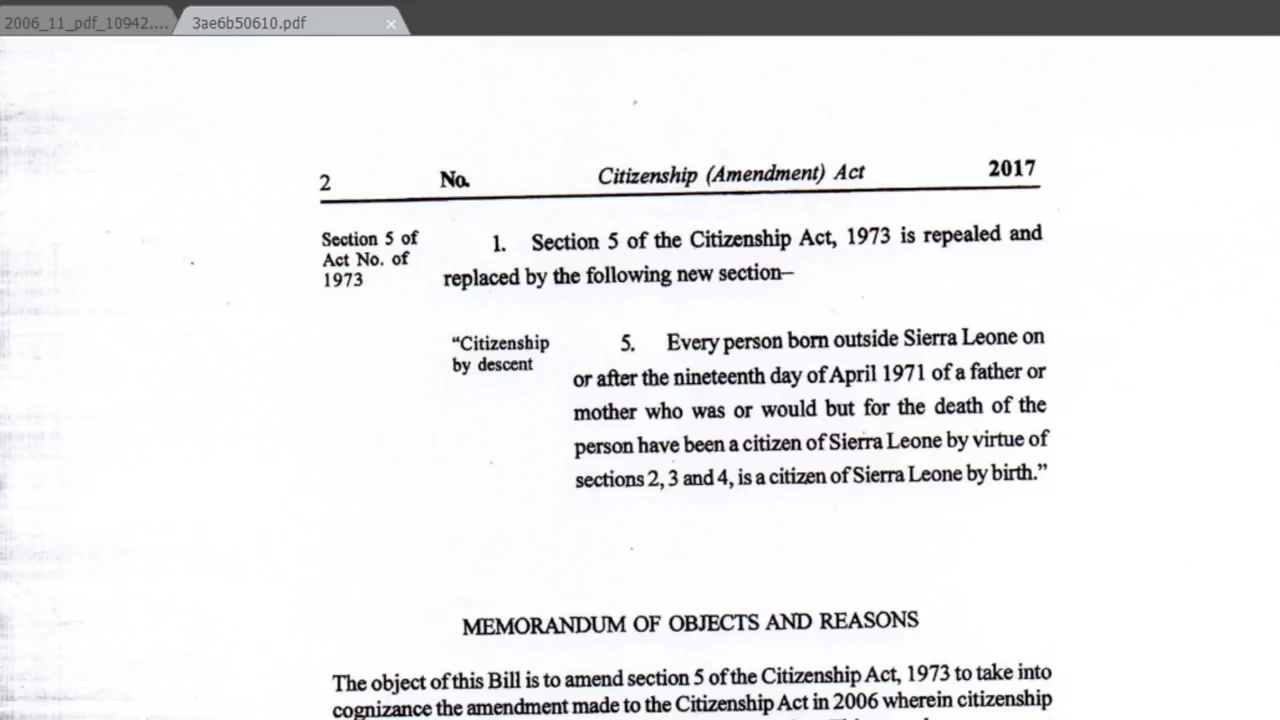 2006_11_pdf_10942....
3ae6b50610.pdf
2 No. Citizenship (Amendment) Act 2017
Section 5 of
Act No. of
1973
1. Section 5 of the Citizenship Act, 1973 is repealed and
replaced by the following new section–
“Citizenship
by descent
5. Every person born outside Sierra Leone on
or after the nineteenth day of April 1971 of a father or
mother who was or would but for the death of the
person have been a citizen of Sierra Leone by virtue of
sections 2, 3 and 4, is a citizen of Sierra Leone by birth.”
MEMORANDUM OF OBJECTS AND REASONS
The object of this Bill is to amend section 5 of the Citizenship Act, 1973 to take into
cognizance the amendment made to the Citizenship Act in 2006 wherein citizenship